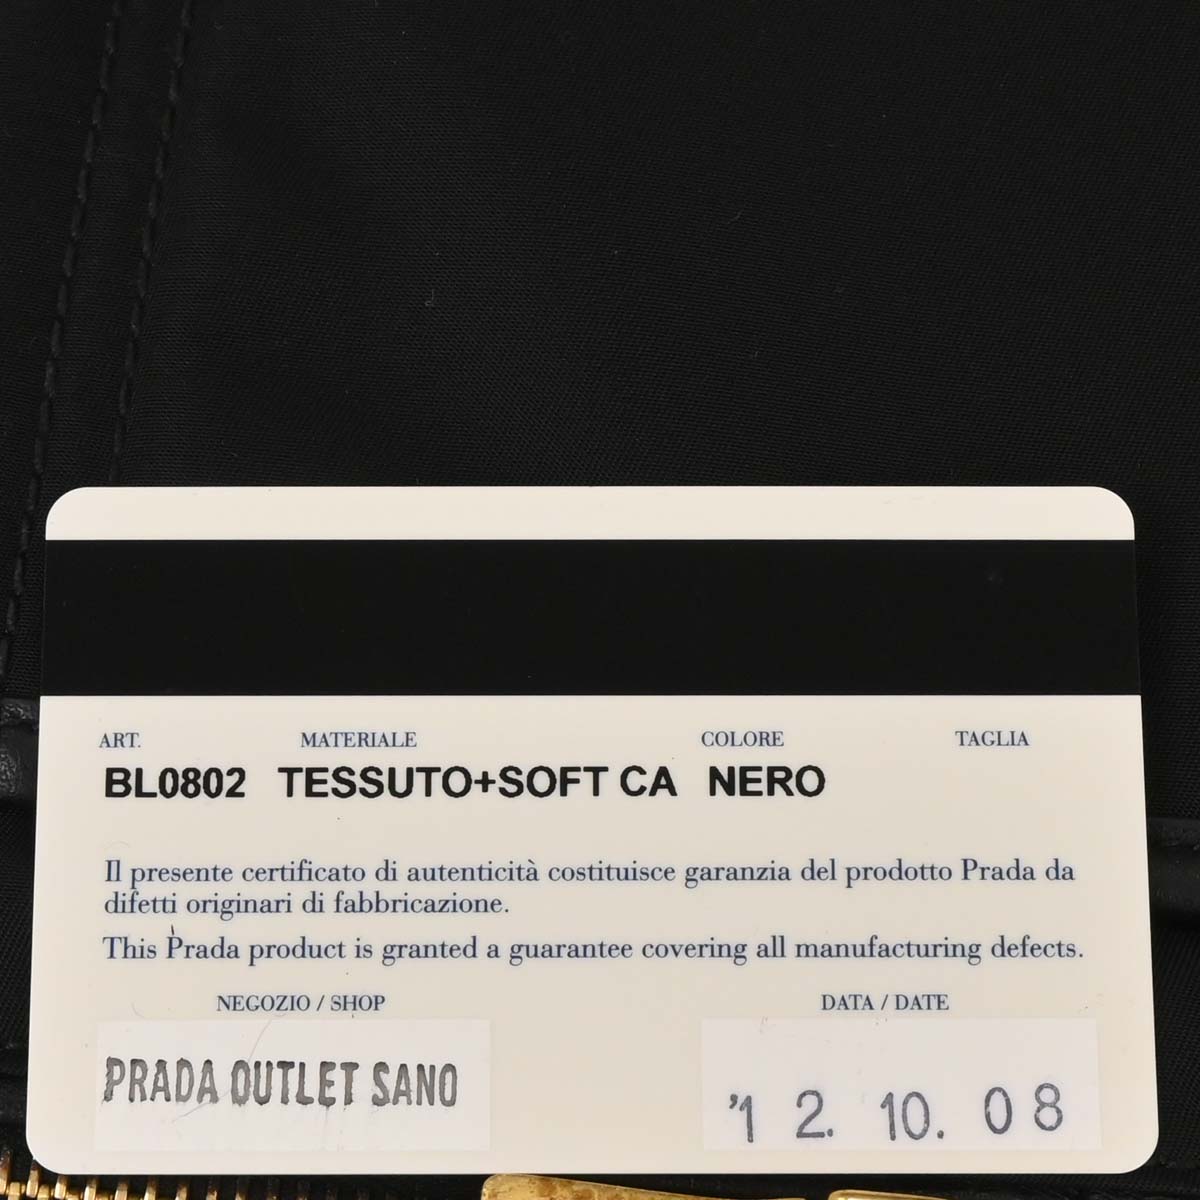 ART. MATERIALE COLORE TAGLIA
BL0802 TESSUTO+SOFT CA NERO
Il presente certificato di autenticità costituisce garanzia del prodotto Prada da
difetti originari di fabbricazione.
This Prada product is granted a guarantee covering all manufacturing defects.
NEGOZIO / SHOP DATA / DATE
PRADA OUTLET SANO '12.10.08